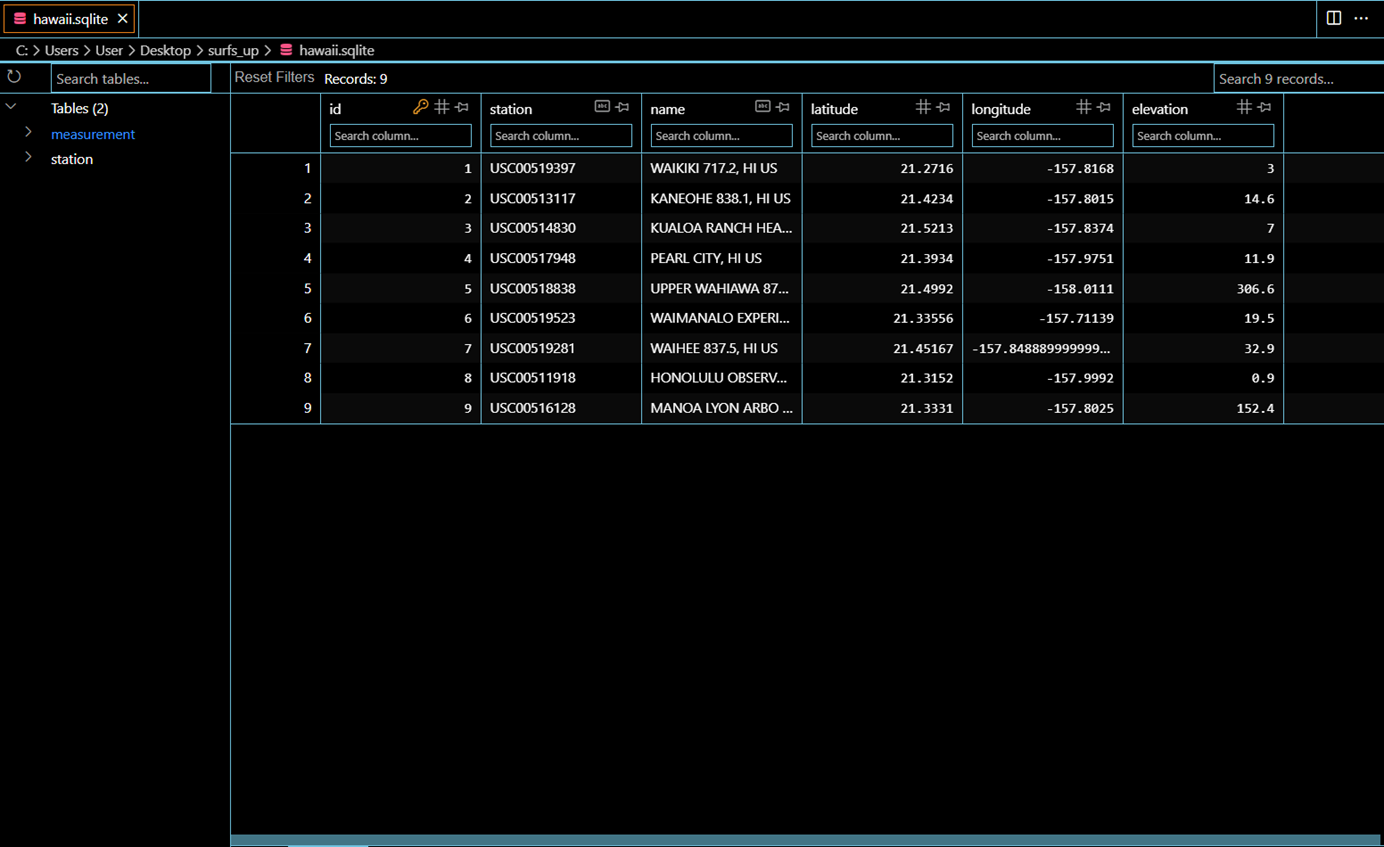 hawaii.sqlite
C: > Users > User > Desktop > surfs_up > hawaii.sqlite
Search tables...
Reset Filters Records: 9 Search 9 records...
Tables (2)
measurement
station
id station name latitude longitude elevation
Search column... Search column... Search column... Search column... Search column... Search column...
1 1 USC00519397 WAIKIKI 717.2, HI US 21.2716 -157.8168 3
2 2 USC00513117 KANEOHE 838.1, HI US 21.4234 -157.8015 14.6
3 3 USC00514830 KUALOA RANCH HEA... 21.5213 -157.8374 7
4 4 USC00517948 PEARL CITY, HI US 21.3934 -157.9751 11.9
5 5 USC00518838 UPPER WAHIAWA 87... 21.4992 -158.0111 306.6
6 6 USC00519523 WAIMANALO EXPERI... 21.33556 -157.71139 19.5
7 7 USC00519281 WAIHEE 837.5, HI US 21.45167 -157.848889999999... 32.9
8 8 USC00511918 HONOLULU OBSERV... 21.3152 -157.9992 0.9
9 9 USC00516128 MANOA LYON ARBO ... 21.3331 -157.8025 152.4